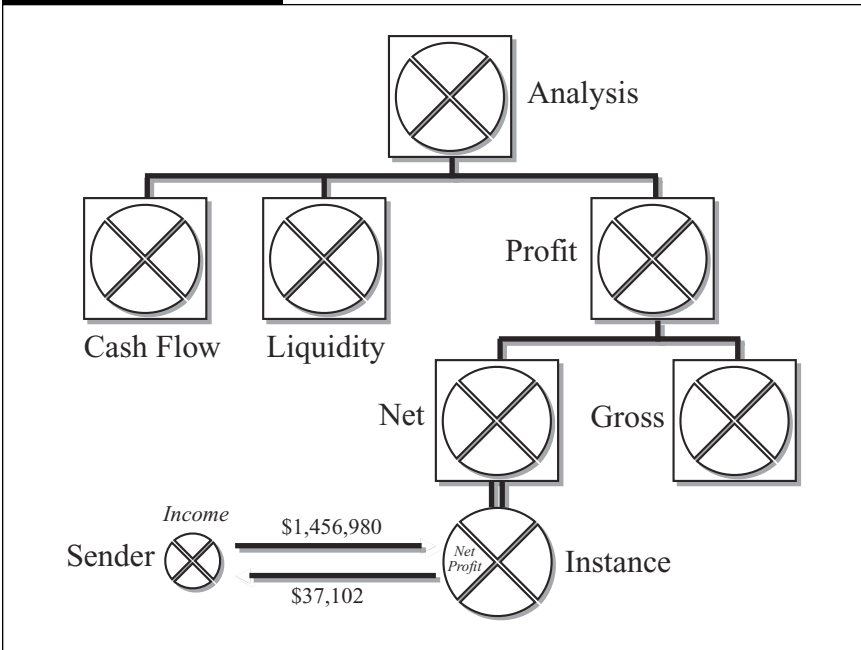 Analysis
Profit
Cash Flow
Liquidity
Net
Gross
Income
$1,456,980
Sender
Net
Profit
Instance
$37,102